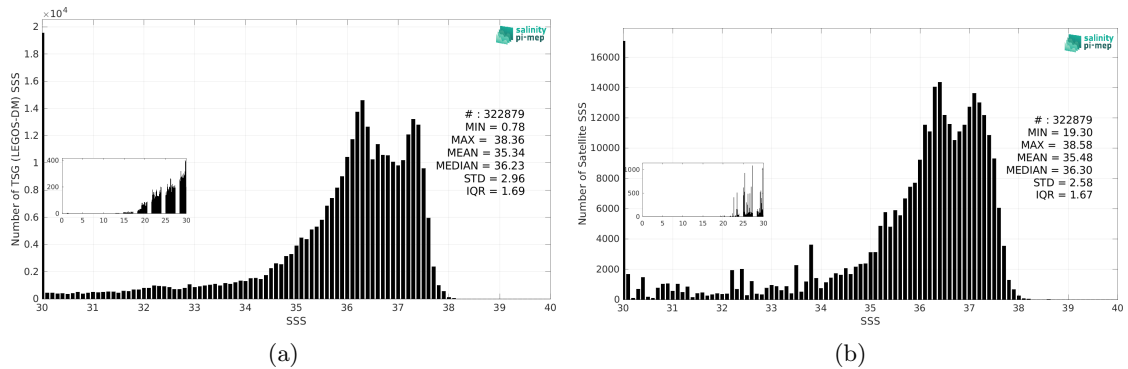 ×10⁴
2
1.8
1.6
1.4
1.2
1
0.8
0.6
0.4
0.2
0
Number of TSG (LEGOS-DM) SSS
salinity
pi-mep
# : 322879
MIN = 0.78
MAX = 38.36
MEAN = 35.34
MEDIAN = 36.23
STD = 2.96
IQR = 1.69
400
200
0
0 5 10 15 20 25 30
30 31 32 33 34 35 36 37 38 39 40
SSS
(a)
16000
14000
12000
10000
8000
6000
4000
2000
0
Number of Satellite SSS
salinity
pi-mep
# : 322879
MIN = 19.30
MAX = 38.58
MEAN = 35.48
MEDIAN = 36.30
STD = 2.58
IQR = 1.67
1000
500
0
0 5 10 15 20 25 30
30 31 32 33 34 35 36 37 38 39 40
SSS
(b)